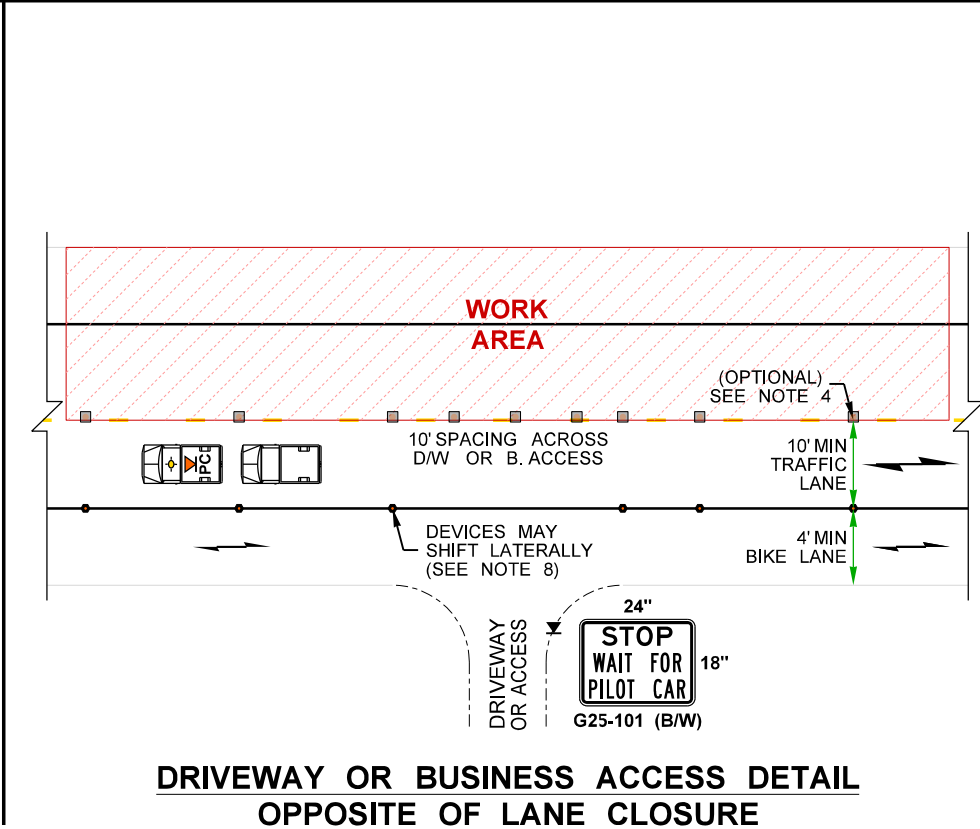 WORK
AREA
(OPTIONAL)
SEE NOTE 4
10' SPACING ACROSS
D/W OR B. ACCESS
10' MIN
TRAFFIC
LANE
PC
DEVICES MAY
SHIFT LATERALLY
(SEE NOTE 8)
4' MIN
BIKE LANE
DRIVEWAY
OR ACCESS
24"
STOP
WAIT FOR
PILOT CAR
18"
G25-101 (B/W)
DRIVEWAY OR BUSINESS ACCESS DETAIL
OPPOSITE OF LANE CLOSURE